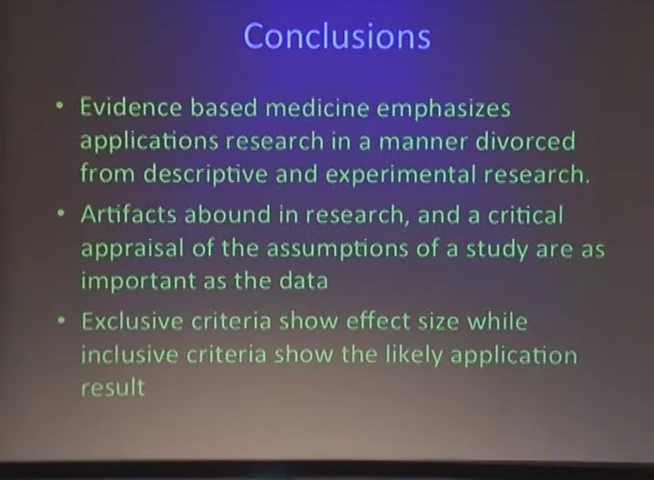 Conclusions
• Evidence based medicine emphasizes
applications research in a manner divorced
from descriptive and experimental research.
• Artifacts abound in research, and a critical
appraisal of the assumptions of a study are as
important as the data
• Exclusive criteria show effect size while
inclusive criteria show the likely application
result